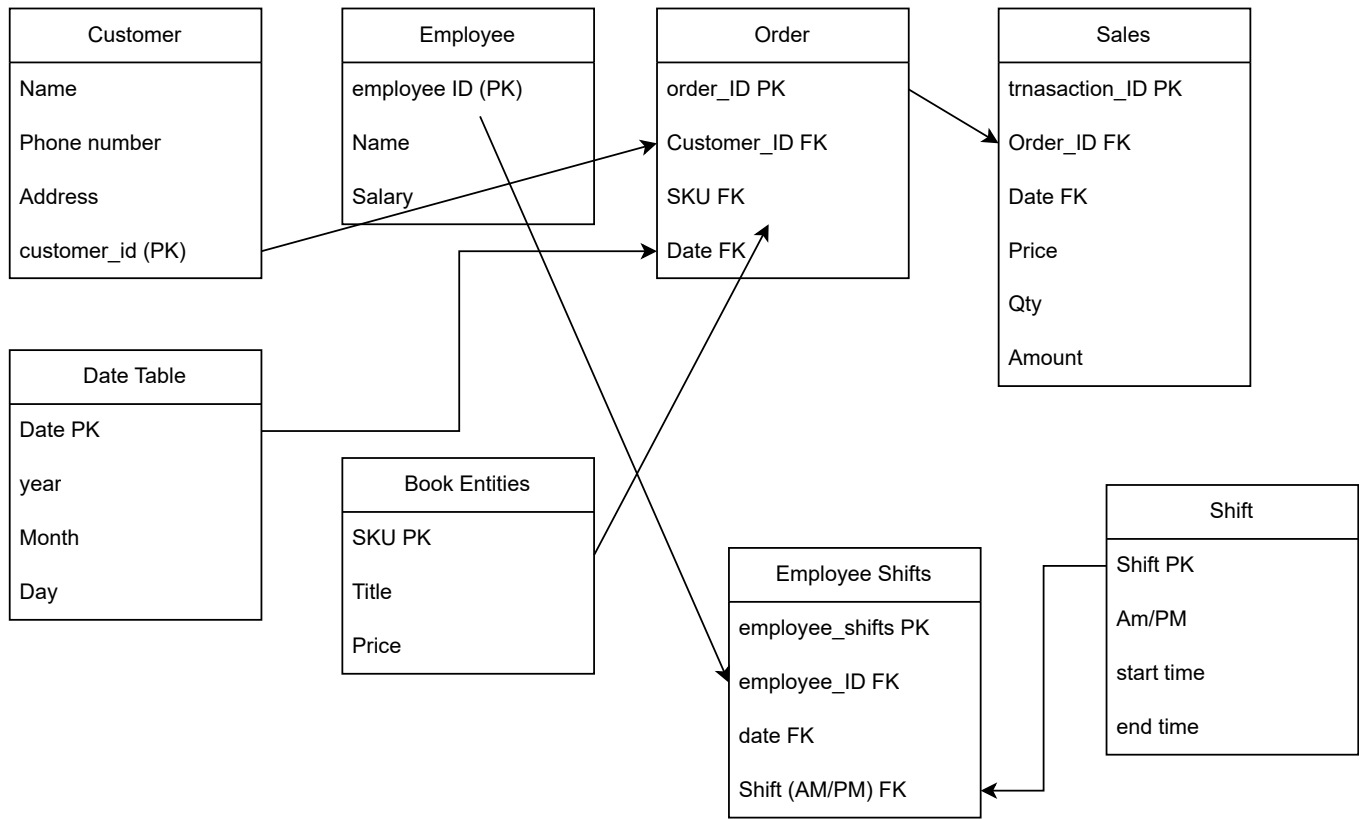 Customer
Name
Phone number
Address
customer_id (PK)
Employee
employee ID (PK)
Name
Salary
Order
order_ID PK
Customer_ID FK
SKU FK
Date FK
Sales
trnasaction_ID PK
Order_ID FK
Date FK
Price
Qty
Amount
Date Table
Date PK
year
Month
Day
Book Entities
SKU PK
Title
Price
Employee Shifts
employee_shifts PK
employee_ID FK
date FK
Shift (AM/PM) FK
Shift
Shift PK
Am/PM
start time
end time